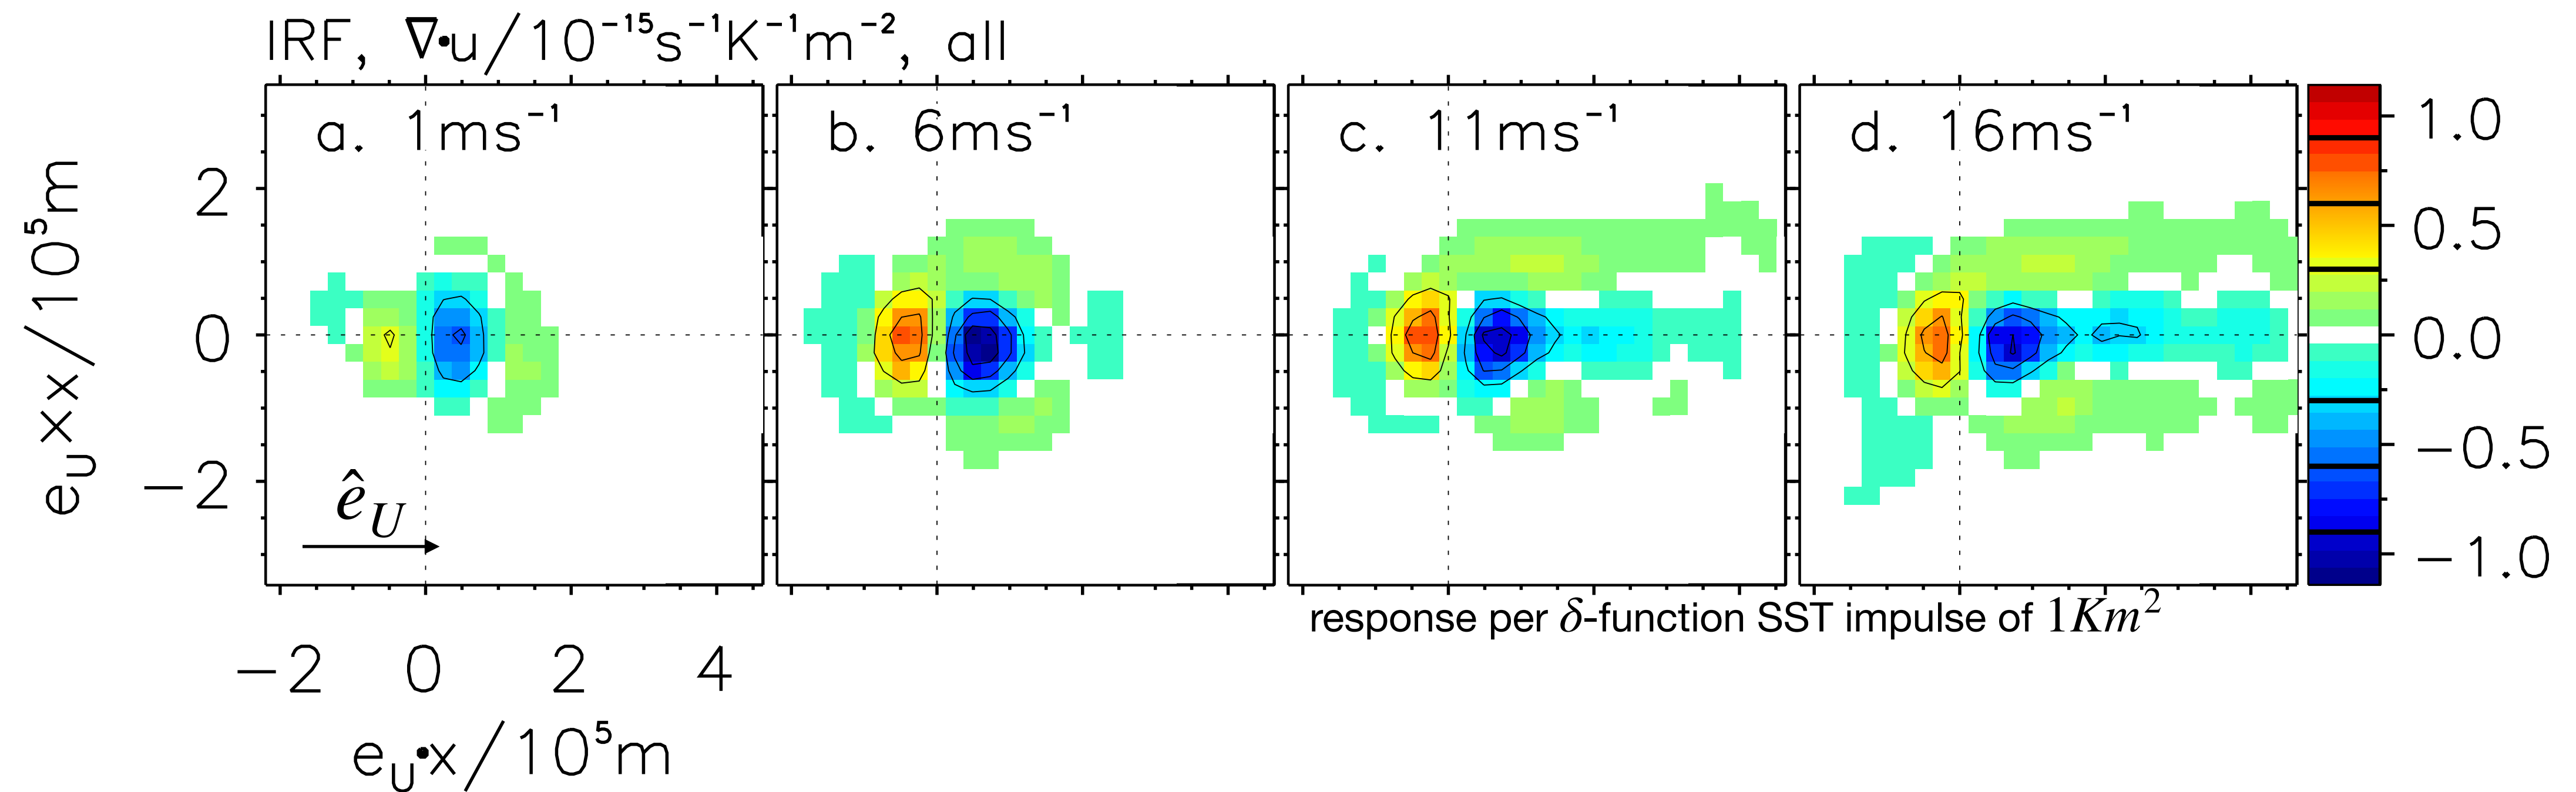 IRF, ∇•u/10⁻¹⁵s⁻¹K⁻¹m⁻², all
a. 1ms⁻¹
b. 6ms⁻¹
c. 11ms⁻¹
d. 16ms⁻¹
e_U xx/10⁵m
2
0
−2
ê_U
1.0
0.5
0.0
−0.5
−1.0
response per δ-function SST impulse of 1Km²
−2 0 2 4
e_U•x/10⁵m